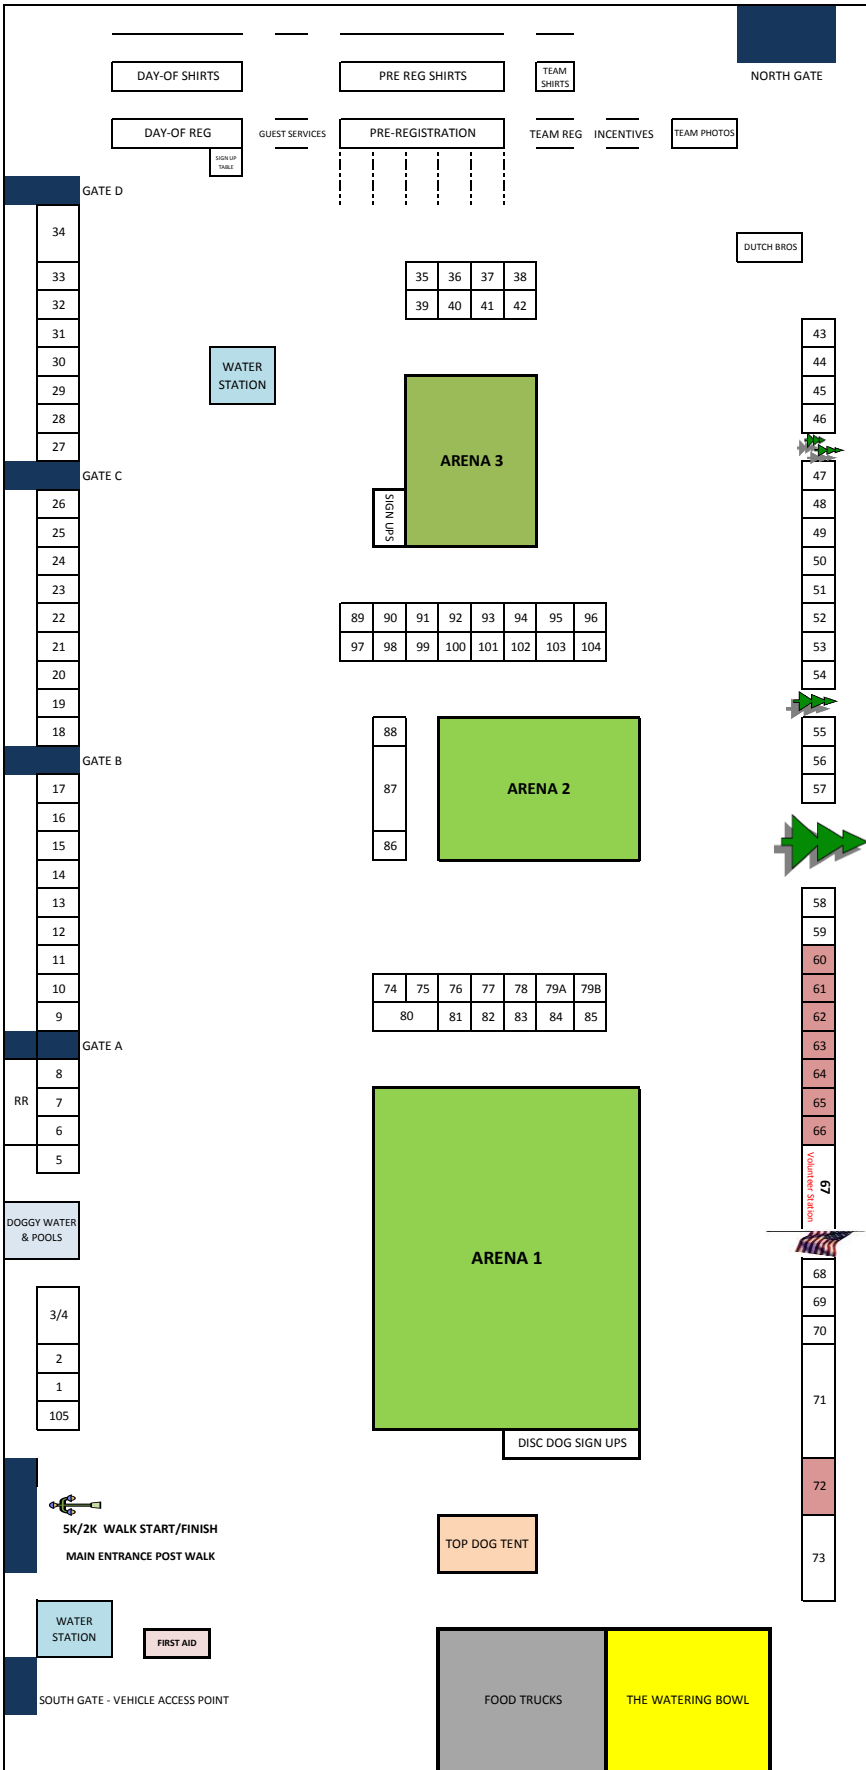 DAY-OF SHIRTS
PRE REG SHIRTS
TEAM
SHIRTS
NORTH GATE
DAY-OF REG
GUEST SERVICES
PRE-REGISTRATION
TEAM REG
INCENTIVES
TEAM PHOTOS
SIGN UP
TABLE
GATE D
34
DUTCH BROS
33
35 36 37 38
32
39 40 41 42
31
43
30
44
WATER
STATION
29
45
28
46
27
ARENA 3
GATE C
47
26
48
SIGN UPS
25
49
24
50
23
51
22
89 90 91 92 93 94 95 96
52
21
97 98 99 100 101 102 103 104
53
20
54
19
18
88
55
GATE B
56
17
87
ARENA 2
57
16
15
86
14
13
58
12
59
11
60
10
74 75 76 77 78 79A 79B
61
9
80 81 82 83 84 85
62
GATE A
63
8
64
RR
7
65
6
66
5
67
Volunteer Station
DOGGY WATER
& POOLS
ARENA 1
68
69
3/4
70
2
1
71
105
DISC DOG SIGN UPS
72
5K/2K WALK START/FINISH
TOP DOG TENT
MAIN ENTRANCE POST WALK
73
WATER
STATION
FIRST AID
SOUTH GATE - VEHICLE ACCESS POINT
FOOD TRUCKS
THE WATERING BOWL